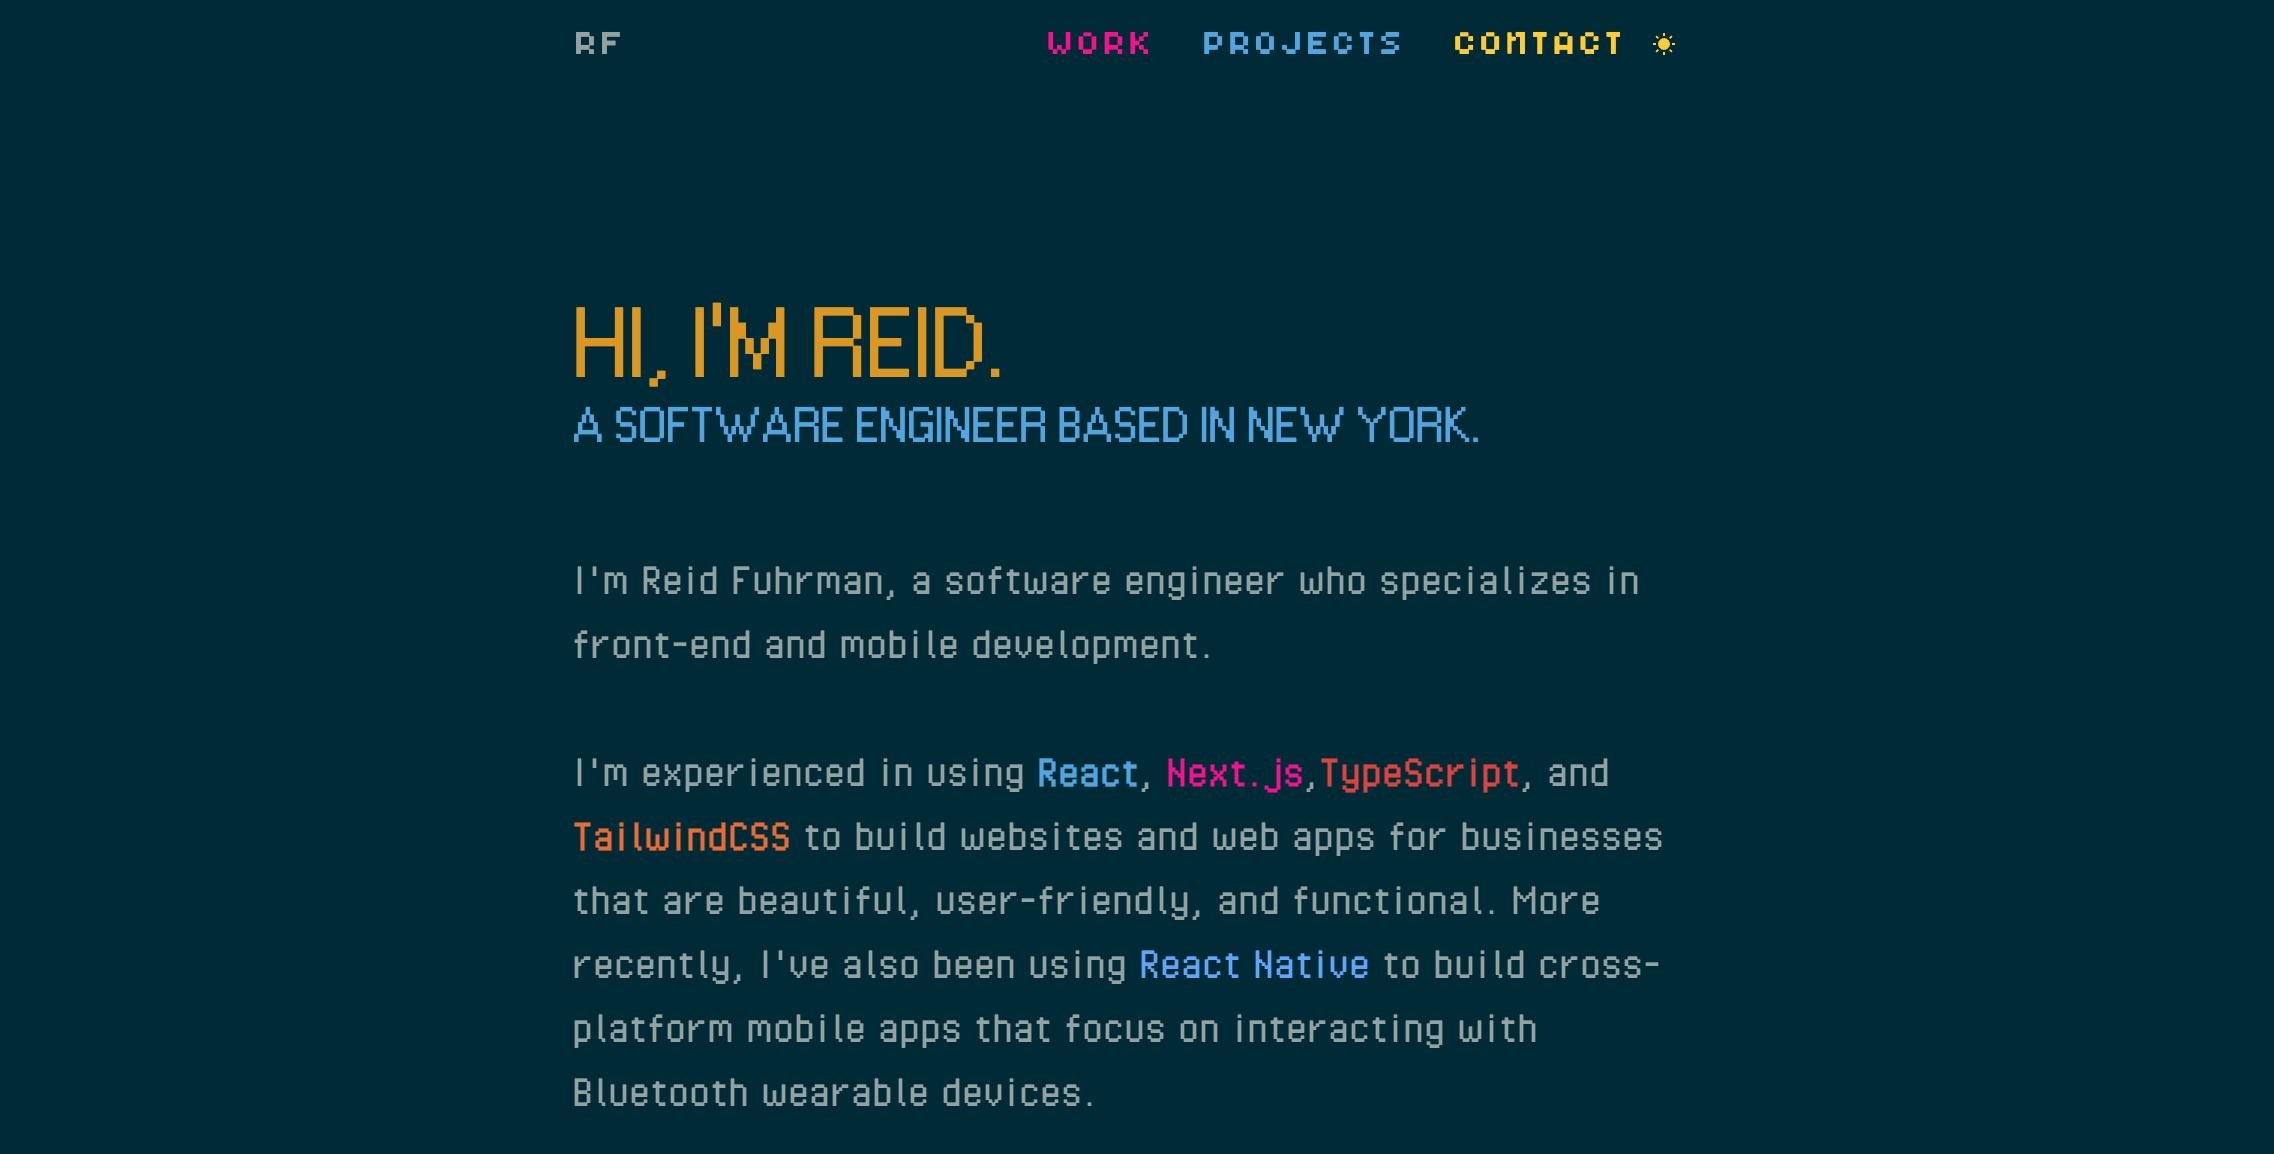 RF WORK PROJECTS CONTACT
HI, I'M REID.
A SOFTWARE ENGINEER BASED IN NEW YORK.
I'm Reid Fuhrman, a software engineer who specializes in
front-end and mobile development.
I'm experienced in using React, Next.js,TypeScript, and
TailwindCSS to build websites and web apps for businesses
that are beautiful, user-friendly, and functional. More
recently, I've also been using React Native to build cross-
platform mobile apps that focus on interacting with
Bluetooth wearable devices.